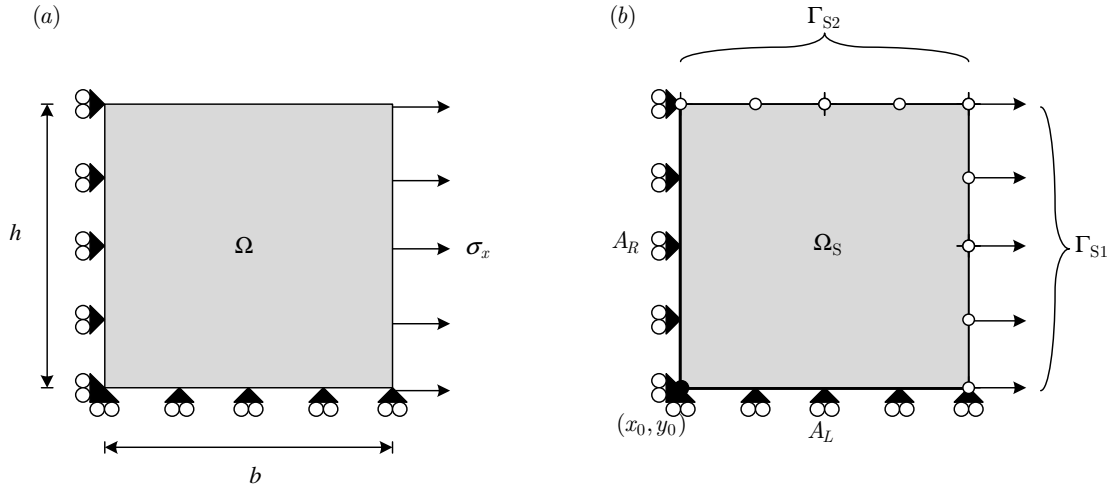 (a)
h
Ω
σ_x
b
(b)
Γ_S2
A_R
Ω_S
Γ_S1
(x_0, y_0)
A_L